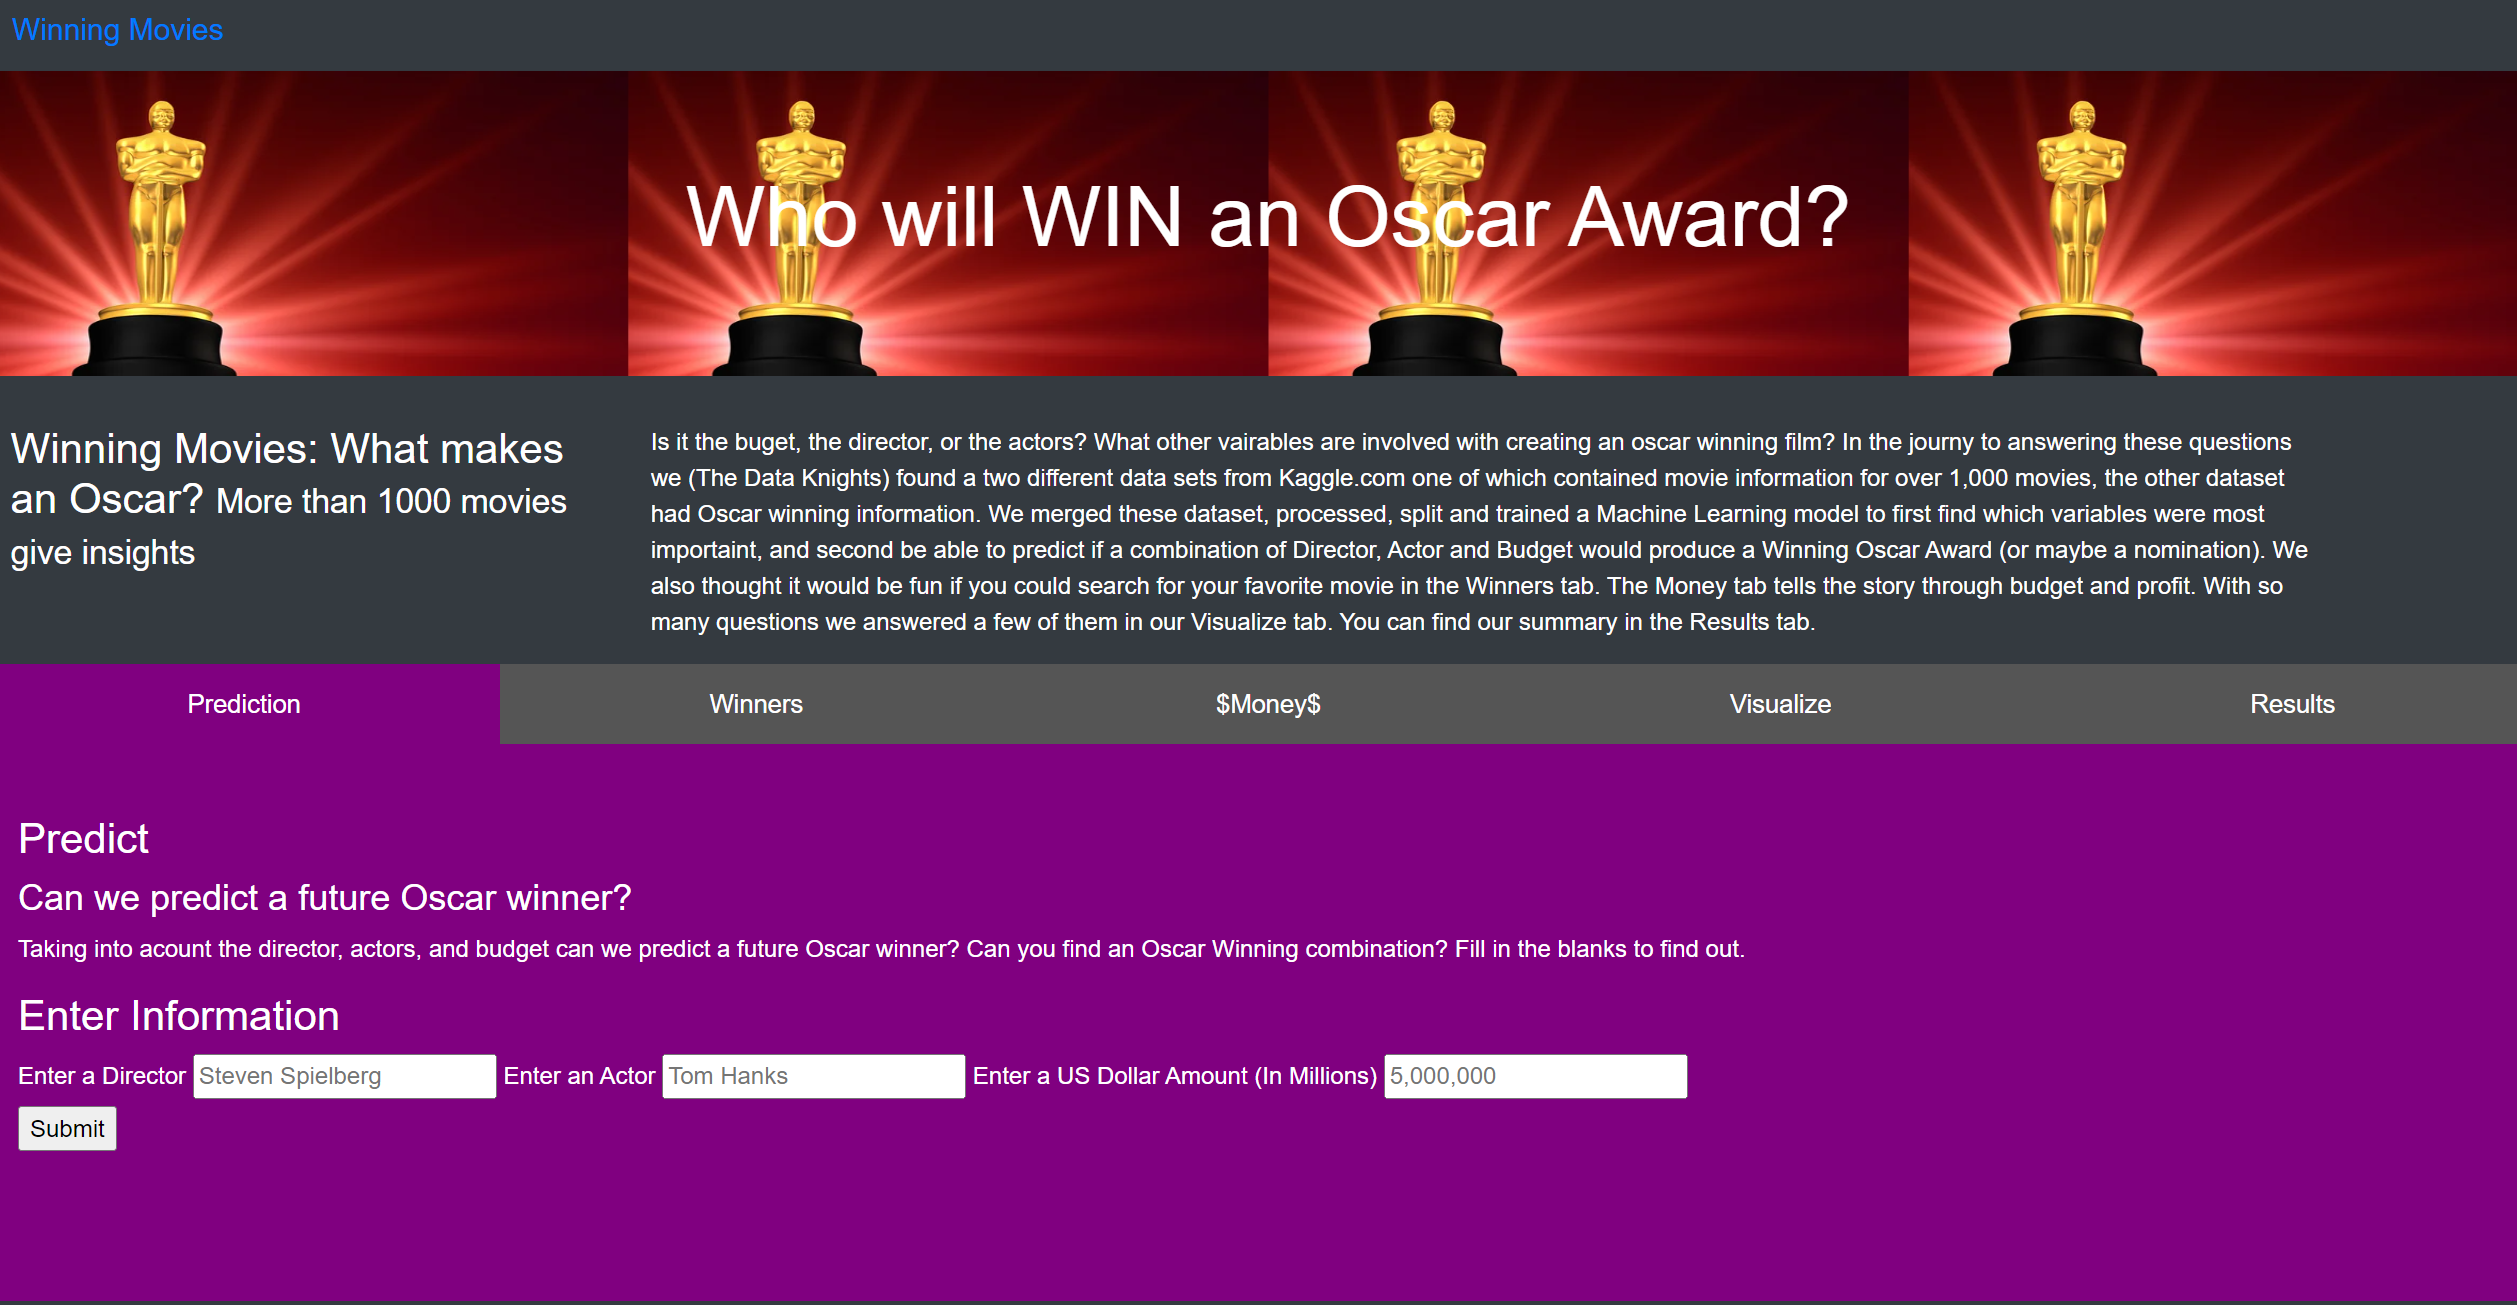 Winning Movies
Who will WIN an Oscar Award?
Winning Movies: What makes
an Oscar? More than 1000 movies
give insights
Is it the buget, the director, or the actors? What other vairables are involved with creating an oscar winning film? In the journy to answering these questions
we (The Data Knights) found a two different data sets from Kaggle.com one of which contained movie information for over 1,000 movies, the other dataset
had Oscar winning information. We merged these dataset, processed, split and trained a Machine Learning model to first find which variables were most
importaint, and second be able to predict if a combination of Director, Actor and Budget would produce a Winning Oscar Award (or maybe a nomination). We
also thought it would be fun if you could search for your favorite movie in the Winners tab. The Money tab tells the story through budget and profit. With so
many questions we answered a few of them in our Visualize tab. You can find our summary in the Results tab.
Prediction Winners $Money$ Visualize Results
Predict
Can we predict a future Oscar winner?
Taking into acount the director, actors, and budget can we predict a future Oscar winner? Can you find an Oscar Winning combination? Fill in the blanks to find out.
Enter Information
Enter a Director Steven Spielberg Enter an Actor Tom Hanks Enter a US Dollar Amount (In Millions) 5,000,000
Submit